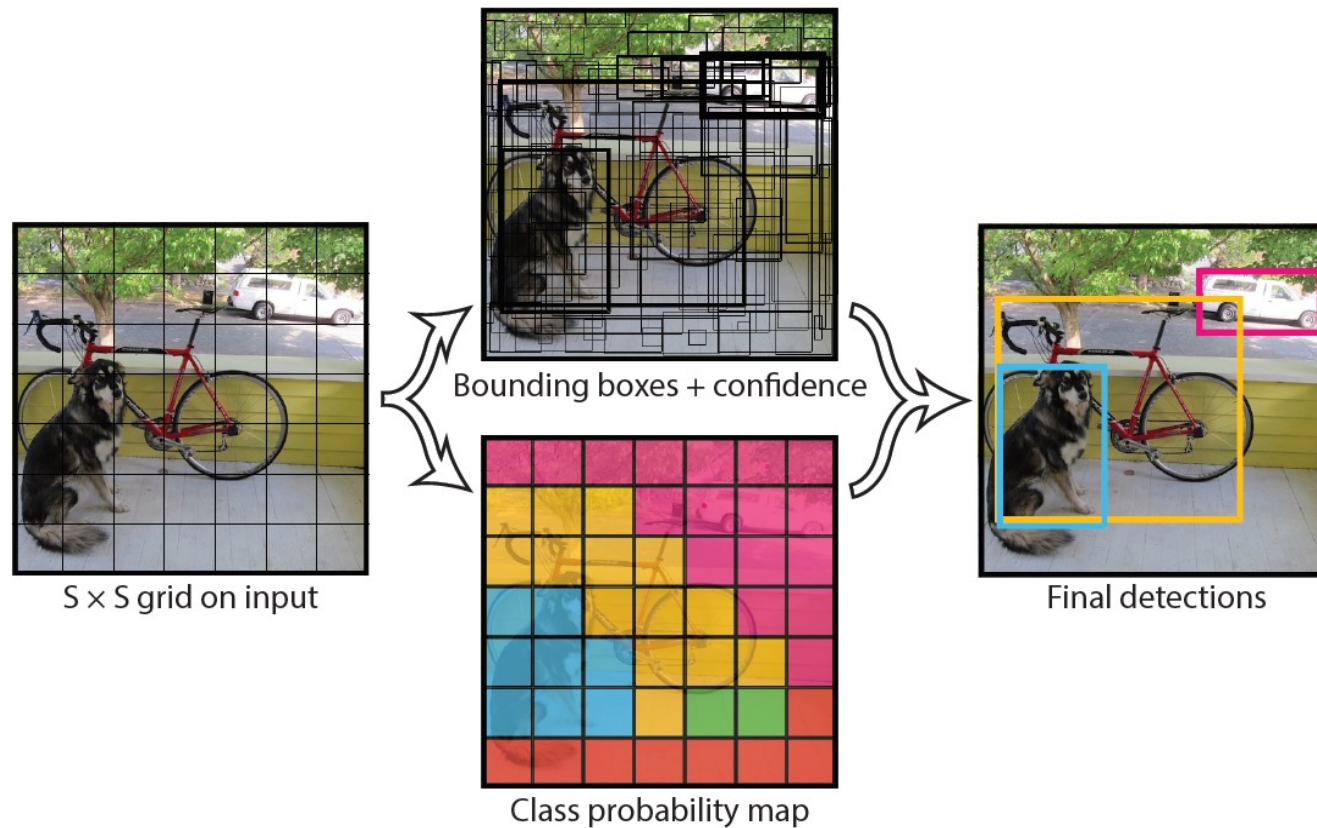 Bounding boxes + confidence
S × S grid on input
Final detections
Class probability map